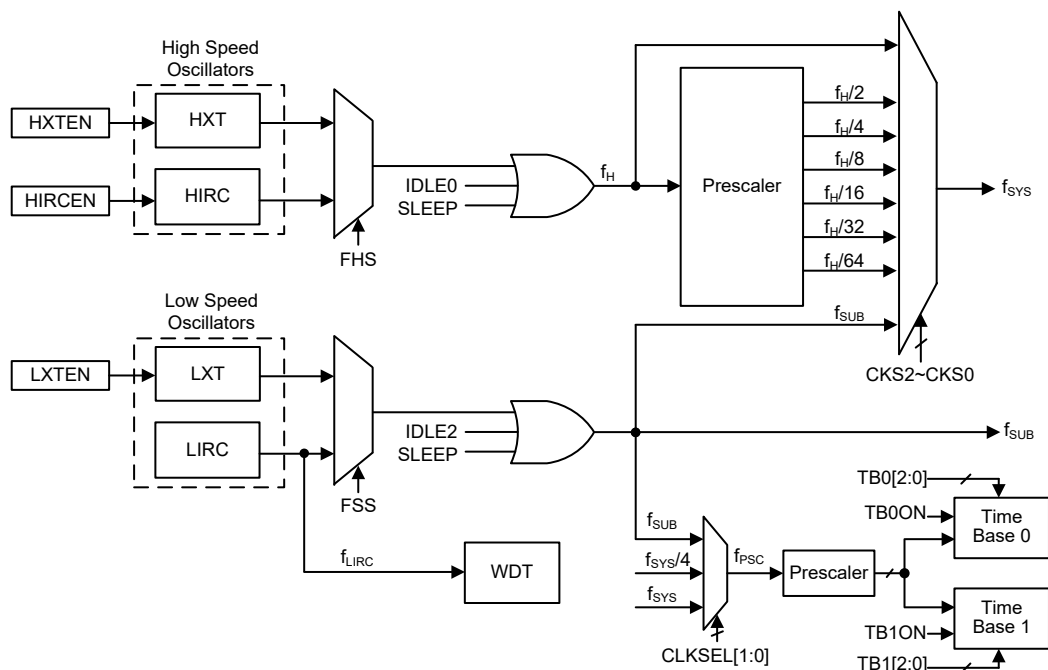 High Speed
Oscillators
HXTEN
HXT
HIRCEN
HIRC
FHS
IDLE0
SLEEP
fH
Prescaler
fH/2
fH/4
fH/8
fH/16
fH/32
fH/64
fSUB
fSYS
CKS2~CKS0
Low Speed
Oscillators
LXTEN
LXT
LIRC
FSS
IDLE2
SLEEP
fSUB
fLIRC
WDT
fSUB
fSYS/4
fSYS
CLKSEL[1:0]
fPSC
Prescaler
TB0[2:0]
TB0ON
Time
Base 0
Time
Base 1
TB1ON
TB1[2:0]